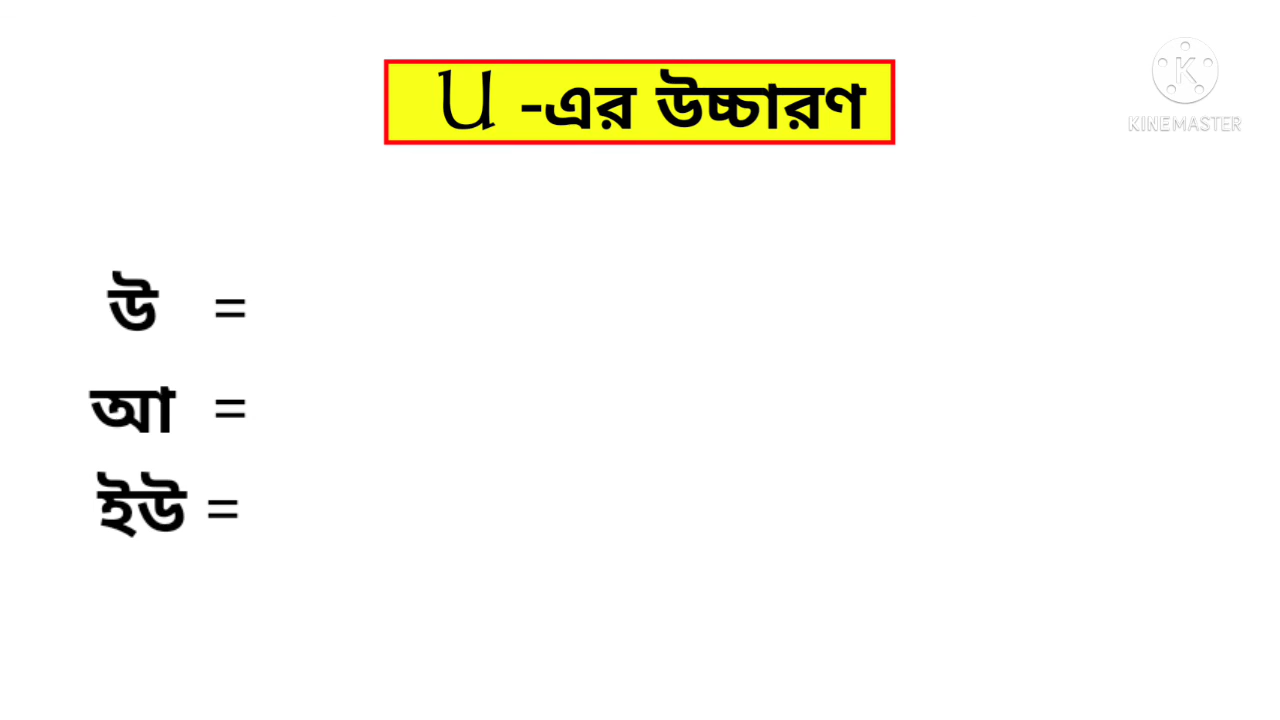 U -এর উচ্চারণ
KINEMASTER
উ =
আ =
ইউ =